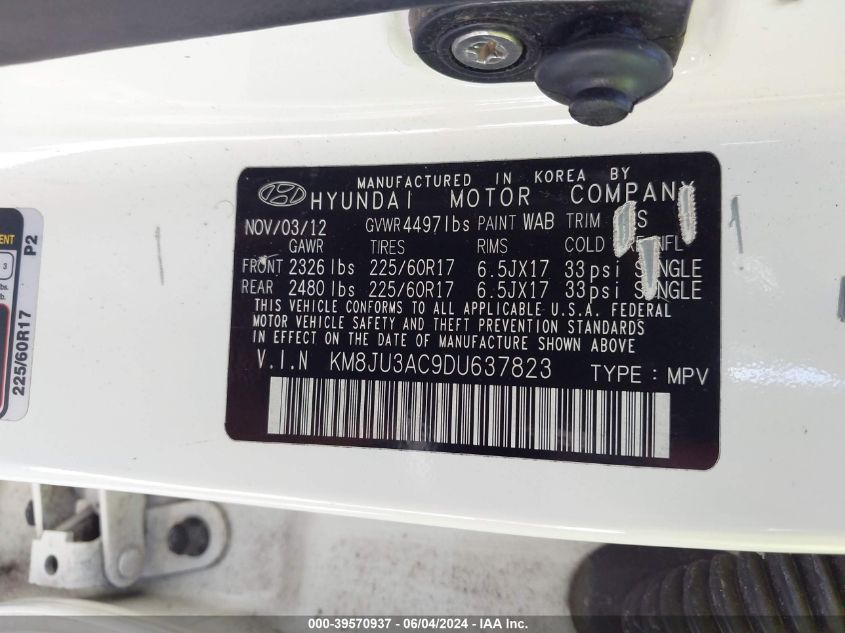 MANUFACTURED IN KOREA BY
HYUNDAI MOTOR COMPANY
NOV/03/12 GVWR 4497lbs PAINT WAB TRIM S
GAWR TIRES RIMS COLD INFL
FRONT 2326 lbs 225/60R17 6.5JX17 33psi SINGLE
REAR 2480 lbs 225/60R17 6.5JX17 33psi SINGLE
THIS VEHICLE CONFORMS TO ALL APPLICABLE U.S.A. FEDERAL
MOTOR VEHICLE SAFETY AND THEFT PREVENTION STANDARDS
IN EFFECT ON THE DATE OF MANUFACTURE SHOWN ABOVE
V.I.N KM8JU3AC9DU637823 TYPE : MPV
P2
3
225/60R17
000-39570937 - 06/04/2024 - IAA Inc.